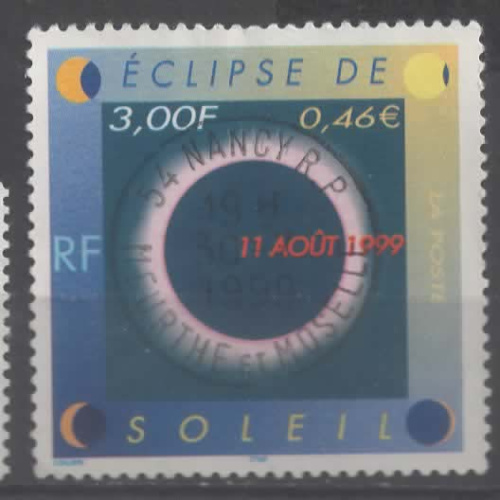 ÉCLIPSE DE
3,00F 0,46€
54 NANCY R.P.
RF
11 AOÛT 1999
LA POSTE
MEURTHE et MOSELLE
SOLEIL